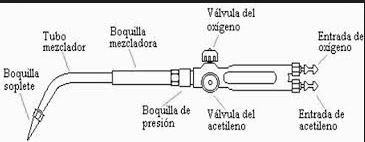 Válvula del
oxígeno
Tubo
mezclador
Boquilla
mezcladora
Entrada de
oxígeno
Boquilla
soplete
Boquilla de
presión
Válvula del
acetileno
Entrada de
acetileno